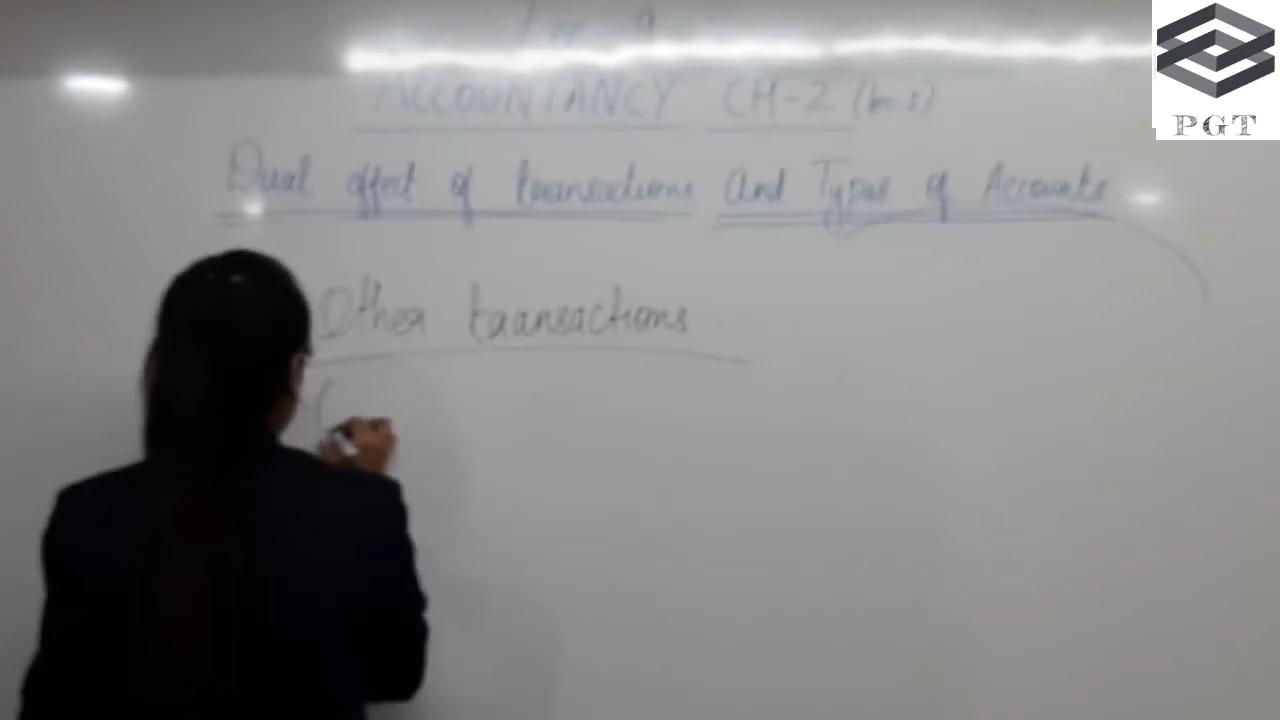 ACCOUNTANCY CH-2
Dual effect of transactions And Types of Accounts
Other transactions
PGT